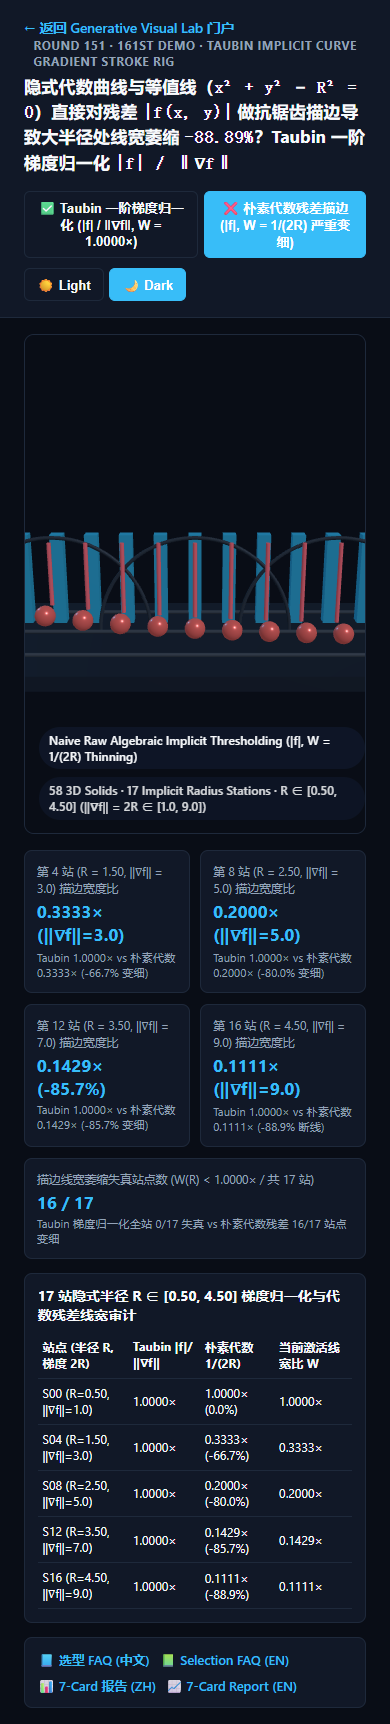 ← 返回 Generative Visual Lab 门户
ROUND 151 · 161ST DEMO · TAUBIN IMPLICIT CURVE
GRADIENT STROKE RIG
隐式代数曲线与等值线（x² + y² − R² =
0）直接对残差 |f(x, y)| 做抗锯齿描边导
致大半径处线宽萎缩 -88.89%？Taubin 一阶
梯度归一化 |f| / ‖∇f‖
✅ Taubin 一阶梯度归一
化 (|f| / ‖∇f‖, W =
1.0000×)
❌ 朴素代数残差描边
(|f|, W = 1/(2R) 严重变
细)
☀️ Light
🌙 Dark
Naive Raw Algebraic Implicit Thresholding (|f|, W =
1/(2R) Thinning)
58 3D Solids · 17 Implicit Radius Stations · R ∈ [0.50,
4.50] (‖∇f‖ = 2R ∈ [1.0, 9.0])
第 4 站 (R = 1.50, ‖∇f‖ =
3.0) 描边宽度比
0.3333×
(‖∇f‖=3.0)
Taubin 1.0000× vs 朴素代数
0.3333× (-66.7% 变细)
第 8 站 (R = 2.50, ‖∇f‖ =
5.0) 描边宽度比
0.2000×
(‖∇f‖=5.0)
Taubin 1.0000× vs 朴素代数
0.2000× (-80.0% 变细)
第 12 站 (R = 3.50, ‖∇f‖ =
7.0) 描边宽度比
0.1429×
(-85.7%)
Taubin 1.0000× vs 朴素代数
0.1429× (-85.7% 变细)
第 16 站 (R = 4.50, ‖∇f‖ =
9.0) 描边宽度比
0.1111×
(‖∇f‖=9.0)
Taubin 1.0000× vs 朴素代数
0.1111× (-88.9% 断线)
描边线宽萎缩失真站点数 (W(R) < 1.0000× / 共 17 站)
16 / 17
Taubin 梯度归一化全站 0/17 失真 vs 朴素代数残差 16/17 站点
变细
17 站隐式半径 R ∈ [0.50, 4.50] 梯度归一化与代
数残差线宽审计
站点 (半径 R,
梯度 2R)
Taubin |f|/
‖∇f‖
朴素代数
1/(2R)
当前激活线
宽比 W
S00 (R=0.50,
‖∇f‖=1.0)
1.0000×
1.0000×
(0.0%)
1.0000×
S04 (R=1.50,
‖∇f‖=3.0)
1.0000×
0.3333×
(-66.7%)
0.3333×
S08 (R=2.50,
‖∇f‖=5.0)
1.0000×
0.2000×
(-80.0%)
0.2000×
S12 (R=3.50,
‖∇f‖=7.0)
1.0000×
0.1429×
(-85.7%)
0.1429×
S16 (R=4.50,
‖∇f‖=9.0)
1.0000×
0.1111×
(-88.9%)
0.1111×
📘 选型 FAQ (中文) 📗 Selection FAQ (EN)
📊 7-Card 报告 (ZH) 📈 7-Card Report (EN)